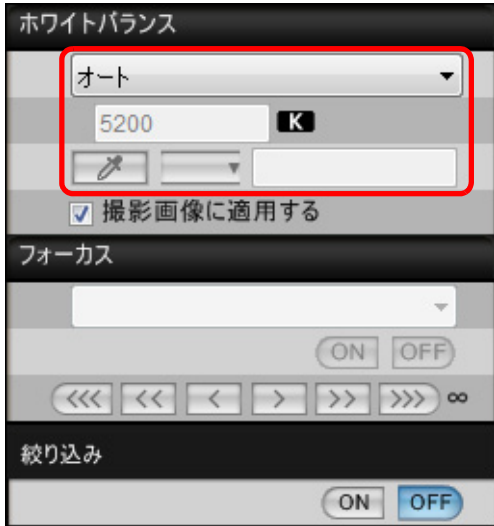 ホワイトバランス
オート
5200 K
撮影画像に適用する
フォーカス
ON OFF
<<< << < > >> >>> ∞
絞り込み
ON OFF